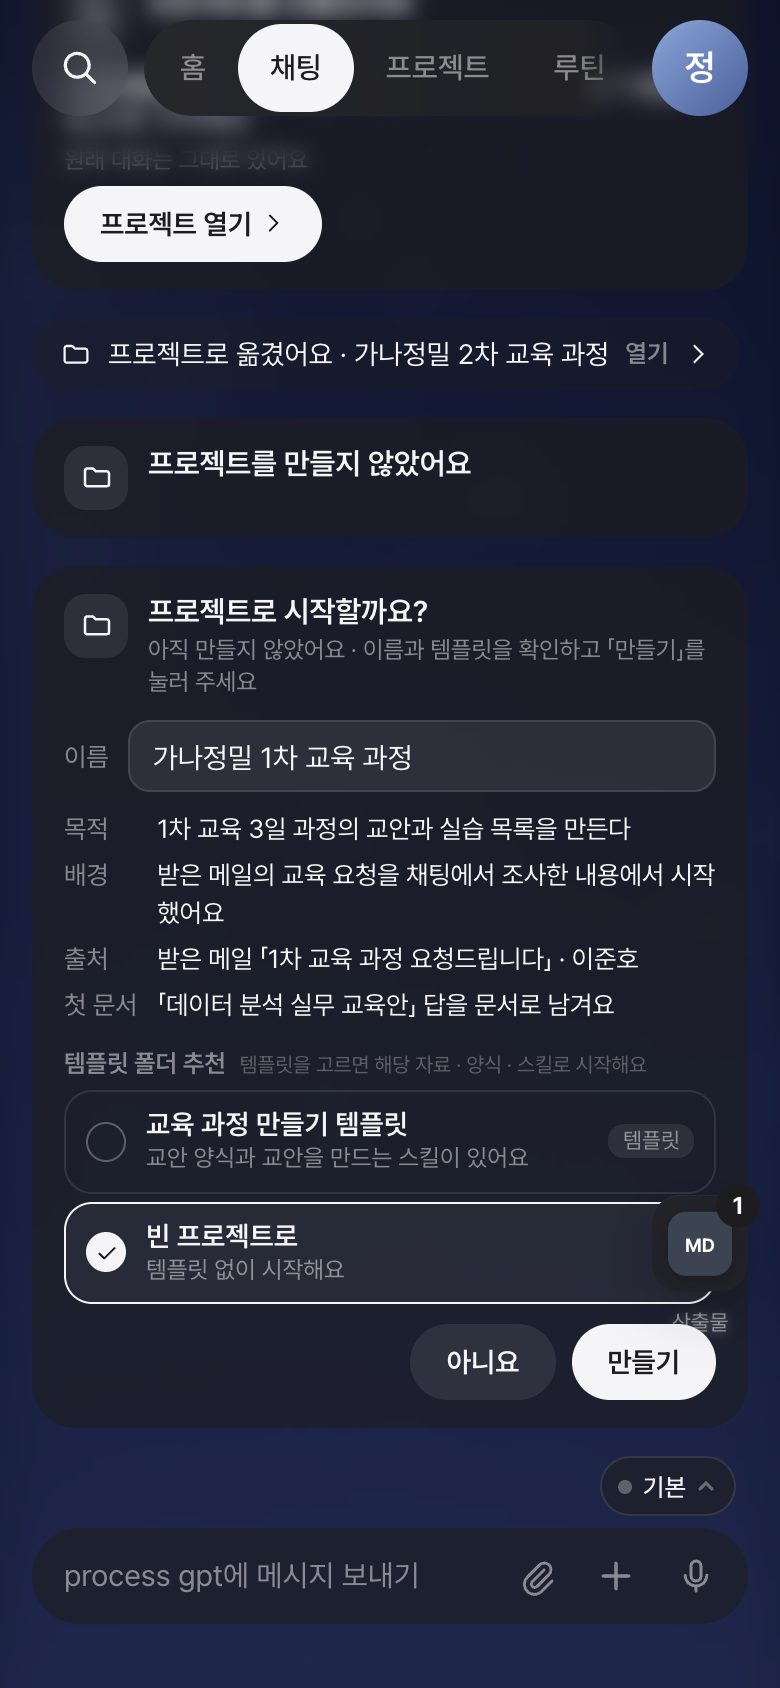 홈
채팅
프로젝트
루틴
정
원래 대화는 그대로 있어요
프로젝트 열기
프로젝트로 옮겼어요 · 가나정밀 2차 교육 과정 열기
프로젝트를 만들지 않았어요
프로젝트로 시작할까요?
아직 만들지 않았어요 · 이름과 템플릿을 확인하고 「만들기」를
눌러 주세요
이름 가나정밀 1차 교육 과정
목적 1차 교육 3일 과정의 교안과 실습 목록을 만든다
배경 받은 메일의 교육 요청을 채팅에서 조사한 내용에서 시작
했어요
출처 받은 메일 「1차 교육 과정 요청드립니다」 · 이준호
첫 문서 「데이터 분석 실무 교육안」 답을 문서로 남겨요
템플릿 폴더 추천 템플릿을 고르면 해당 자료 · 양식 · 스킬로 시작해요
교육 과정 만들기 템플릿
교안 양식과 교안을 만드는 스킬이 있어요
템플릿
빈 프로젝트로
템플릿 없이 시작해요
1
MD
산출물
아니요
만들기
기본
process gpt에 메시지 보내기